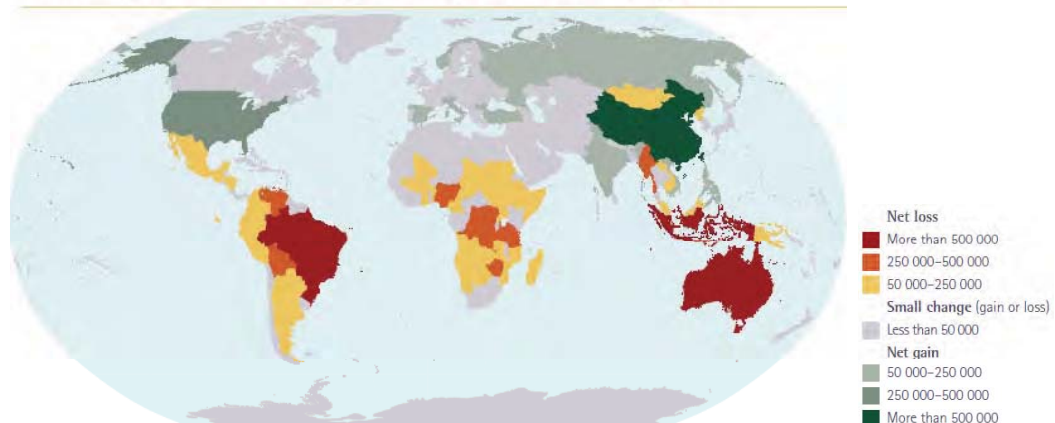 Net loss
More than 500 000
250 000–500 000
50 000–250 000
Small change (gain or loss)
Less than 50 000
Net gain
50 000–250 000
250 000–500 000
More than 500 000